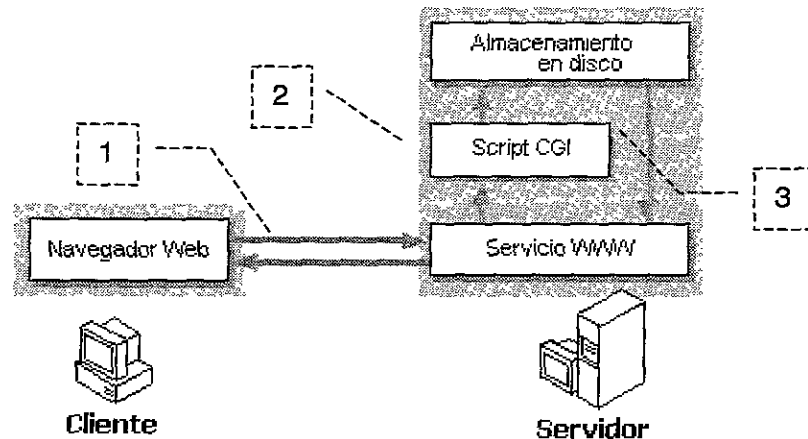 Almacenamiento
en disco
2
1
Script CGI
3
Navegador Web
Servicio WWW
Cliente
Servidor